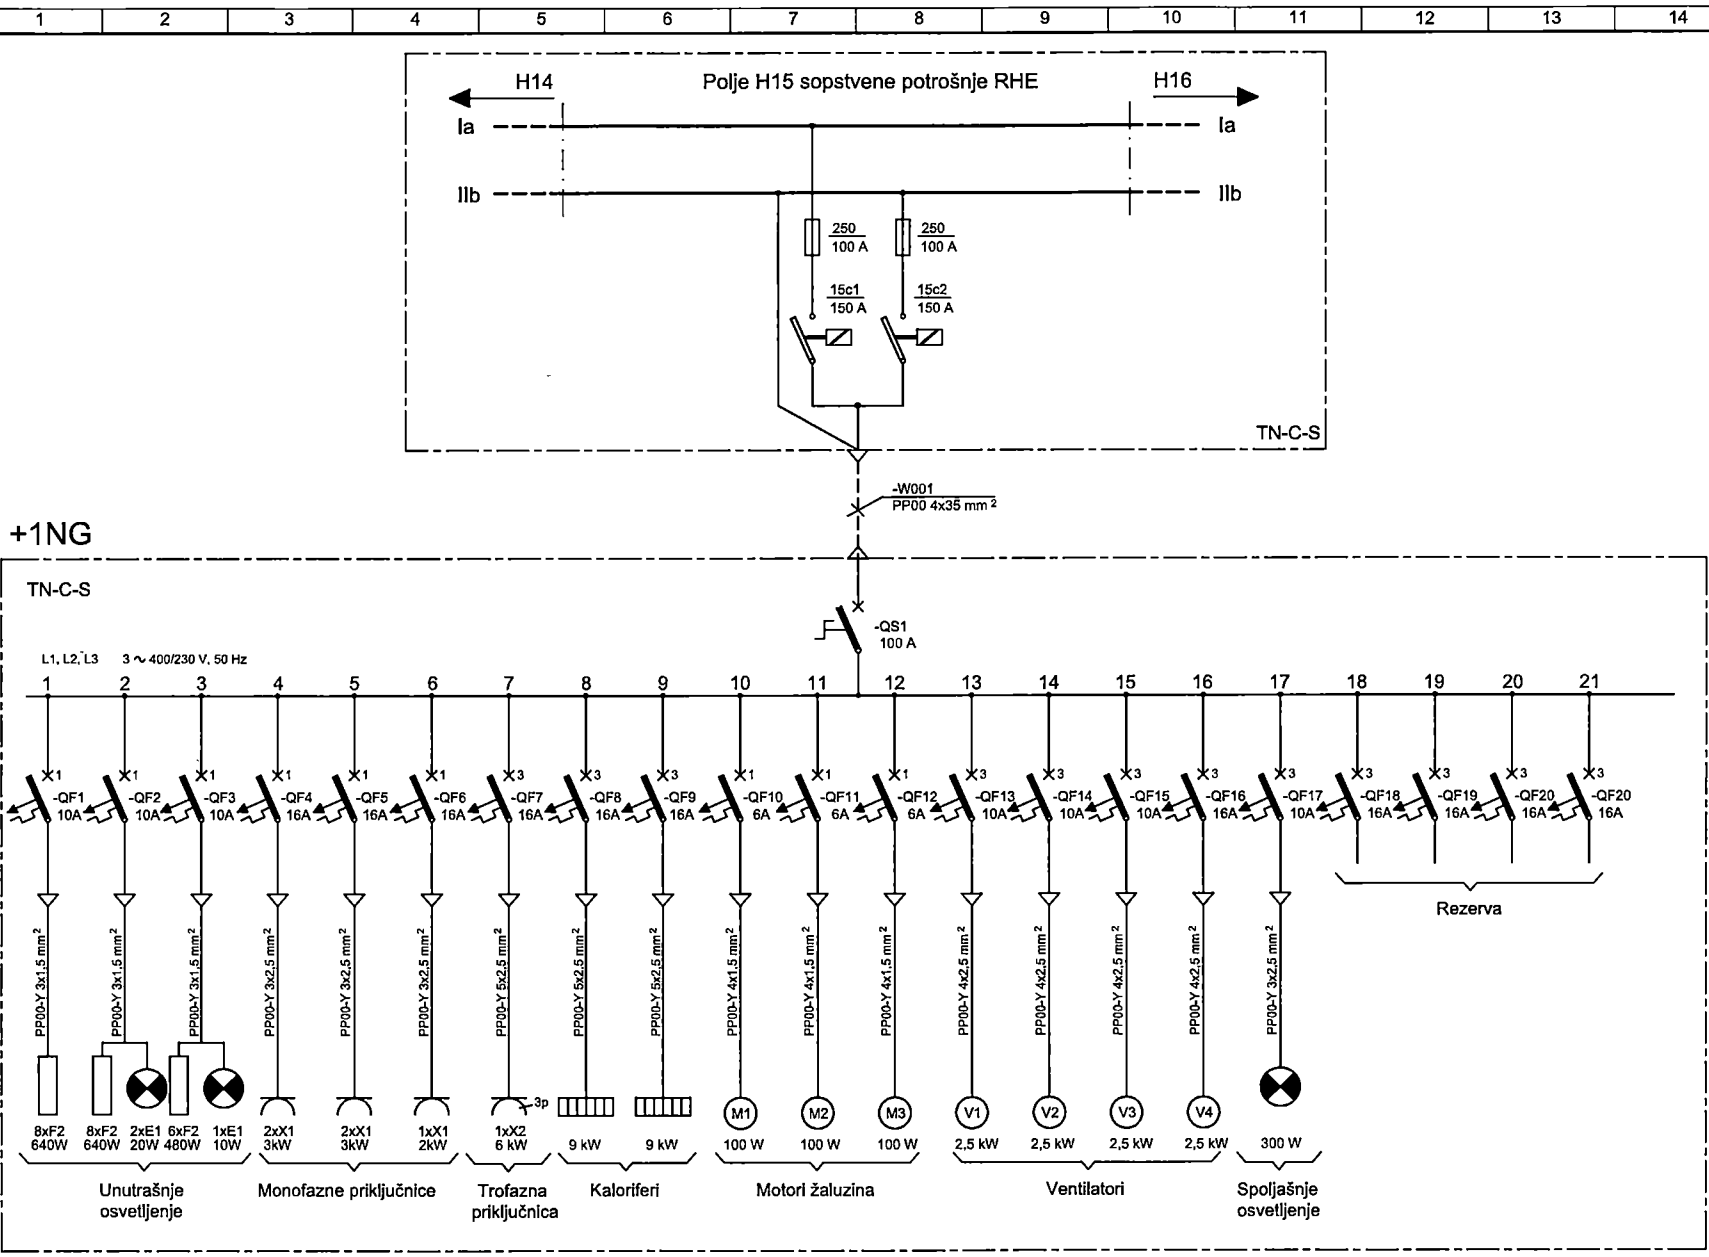 1 2 3 4 5 6 7 8 9 10 11 12 13 14
H14 Polje H15 sopstvene potrošnje RHE H16
Ia Ia
IIb IIb
250 250
100 A 100 A
15c1 15c2
150 A 150 A
TN-C-S
-W001
PP00 4x35 mm²
+1NG
TN-C-S
-QS1
100 A
L1, L2, L3 3 ~ 400/230 V, 50 Hz
1 2 3 4 5 6 7 8 9 10 11 12 13 14 15 16 17 18 19 20 21
1 1 1 1 1 1 3 3 3 1 1 1 3 3 3 3 3 3 3 3 3
-QF1 -QF2 -QF3 -QF4 -QF5 -QF6 -QF7 -QF8 -QF9 -QF10 -QF11 -QF12 -QF13 -QF14 -QF15 -QF16 -QF17 -QF18 -QF19 -QF20 -QF20
10A 10A 10A 16A 16A 16A 16A 16A 16A 6A 6A 6A 10A 10A 10A 16A 10A 16A 16A 16A 16A
Rezerva
PP00-Y 3x1,5 mm²
PP00-Y 3x1,5 mm²
PP00-Y 3x1,5 mm²
PP00-Y 3x2,5 mm²
PP00-Y 3x2,5 mm²
PP00-Y 3x2,5 mm²
PP00-Y 5x2,5 mm²
PP00-Y 5x2,5 mm²
PP00-Y 5x2,5 mm²
PP00-Y 4x1,5 mm²
PP00-Y 4x1,5 mm²
PP00-Y 4x1,5 mm²
PP00-Y 4x2,5 mm²
PP00-Y 4x2,5 mm²
PP00-Y 4x2,5 mm²
PP00-Y 4x2,5 mm²
PP00-Y 3x2,5 mm²
3p
M1 M2 M3 V1 V2 V3 V4
8xF2 8xF2 2xE1 6xF2 1xE1 2xX1 2xX1 1xX1 1xX2
640W 640W 20W 480W 10W 3kW 3kW 2kW 6 kW 9 kW 9 kW 100 W 100 W 100 W 2,5 kW 2,5 kW 2,5 kW 2,5 kW 300 W
Unutrašnje Monofazne priključnice Trofazna Kaloriferi Motori žaluzina Ventilatori Spoljašnje
osvetljenje priključnica osvetljenje